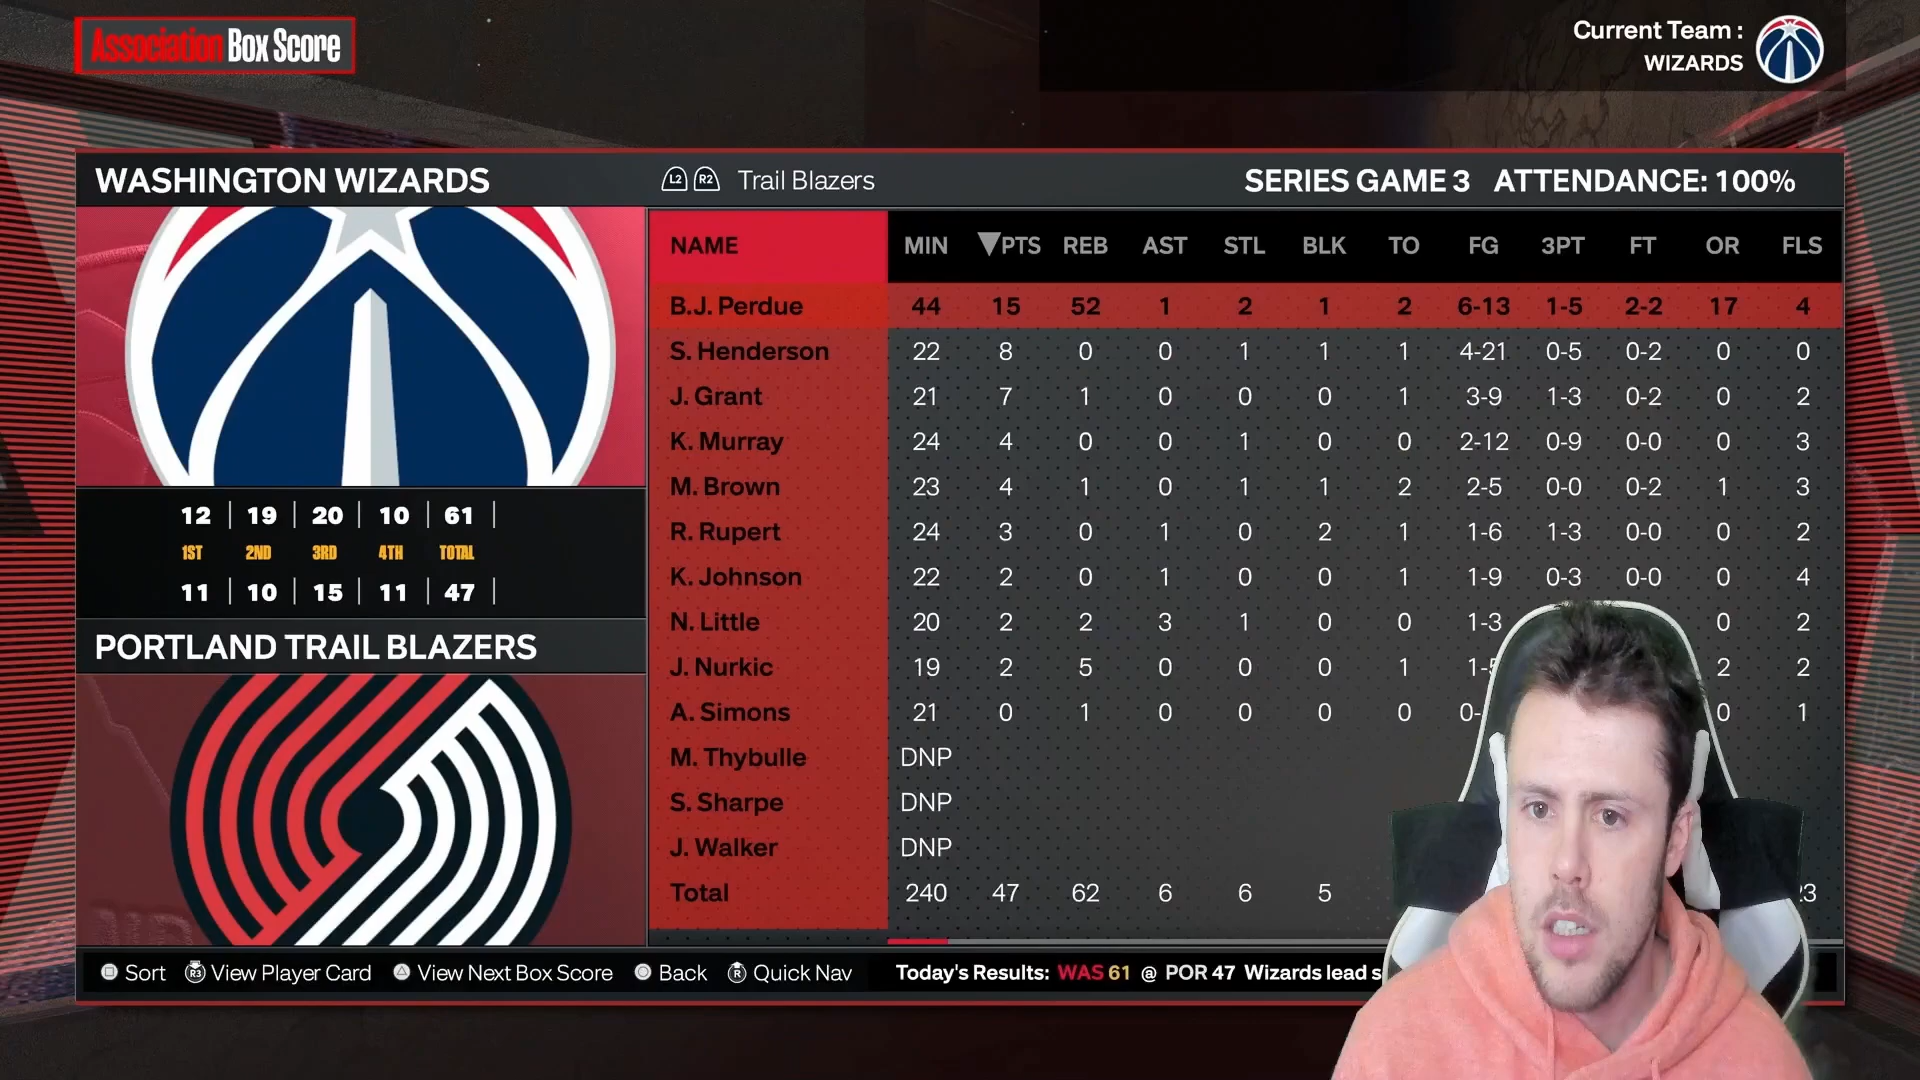 Association Box Score
Current Team :
WIZARDS
WASHINGTON WIZARDS
L2 R2 Trail Blazers
SERIES GAME 3 ATTENDANCE: 100%
NAME MIN PTS REB AST STL BLK TO FG 3PT FT OR FLS
B.J. Perdue 44 15 52 1 2 1 2 6-13 1-5 2-2 17 4
S. Henderson 22 8 0 0 1 1 1 4-21 0-5 0-2 0 0
J. Grant 21 7 1 0 0 0 1 3-9 1-3 0-2 0 2
K. Murray 24 4 0 0 1 0 0 2-12 0-9 0-0 0 3
M. Brown 23 4 1 0 1 1 2 2-5 0-0 0-2 1 3
R. Rupert 24 3 0 1 0 2 1 1-6 1-3 0-0 0 2
K. Johnson 22 2 0 1 0 0 1 1-9 0-3 0-0 0 4
N. Little 20 2 2 3 1 0 0 1-3 0 2
J. Nurkic 19 2 5 0 0 0 1 2 2
A. Simons 21 0 1 0 0 0 0 0 1
M. Thybulle DNP
S. Sharpe DNP
J. Walker DNP
Total 240 47 62 6 6 5
12 19 20 10 61
1ST 2ND 3RD 4TH TOTAL
11 10 15 11 47
PORTLAND TRAIL BLAZERS
Sort R3 View Player Card View Next Box Score Back R Quick Nav
Today's Results: WAS 61 @ POR 47 Wizards lead